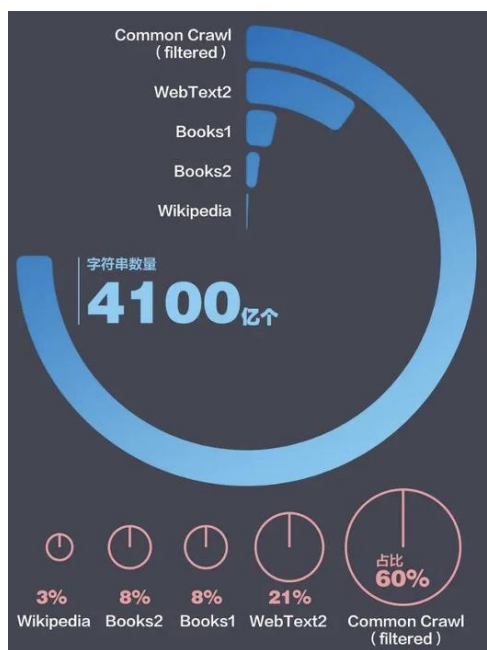 Common Crawl
(filtered)
WebText2
Books1
Books2
Wikipedia
字符串数量
4100亿个
占比
60%
3%
8%
8%
21%
Wikipedia
Books2
Books1
WebText2
Common Crawl
(filtered)